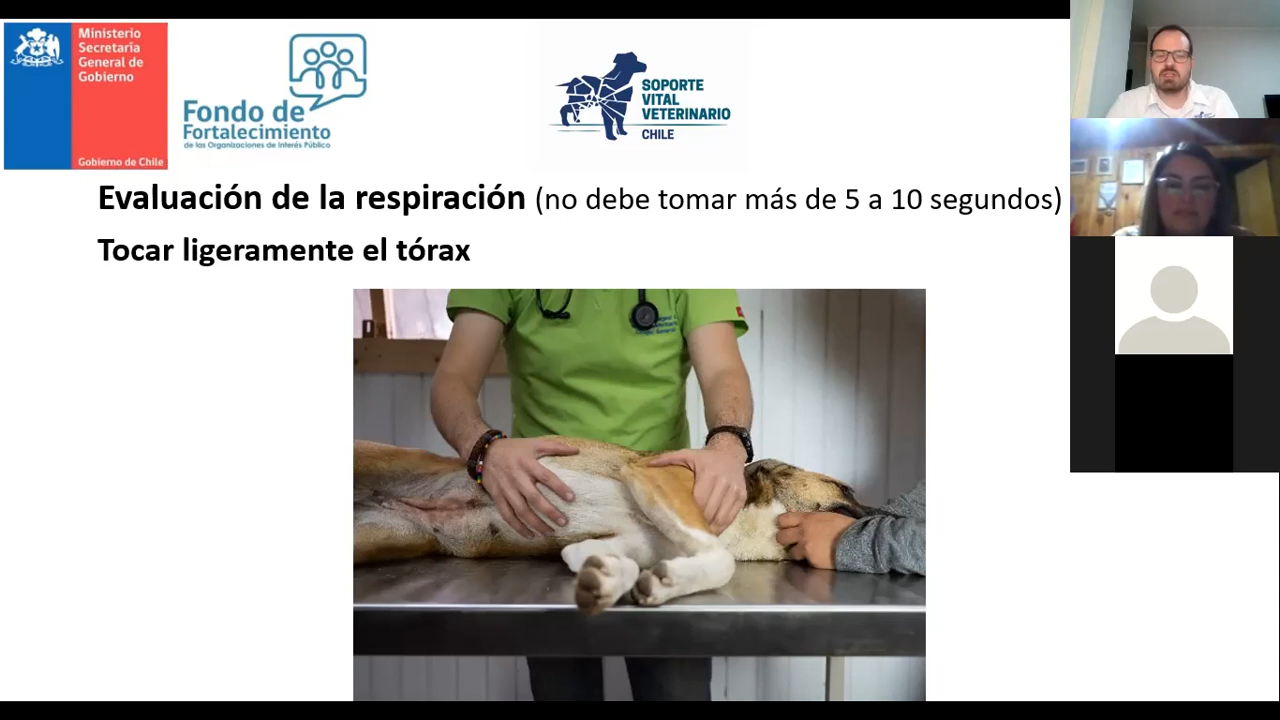 Ministerio
Secretaría
General de
Gobierno
Gobierno de Chile
Fondo de
Fortalecimiento
de las Organizaciones de Interés Público
SOPORTE
VITAL
VETERINARIO
CHILE
Evaluación de la respiración (no debe tomar más de 5 a 10 segundos)
Tocar ligeramente el tórax